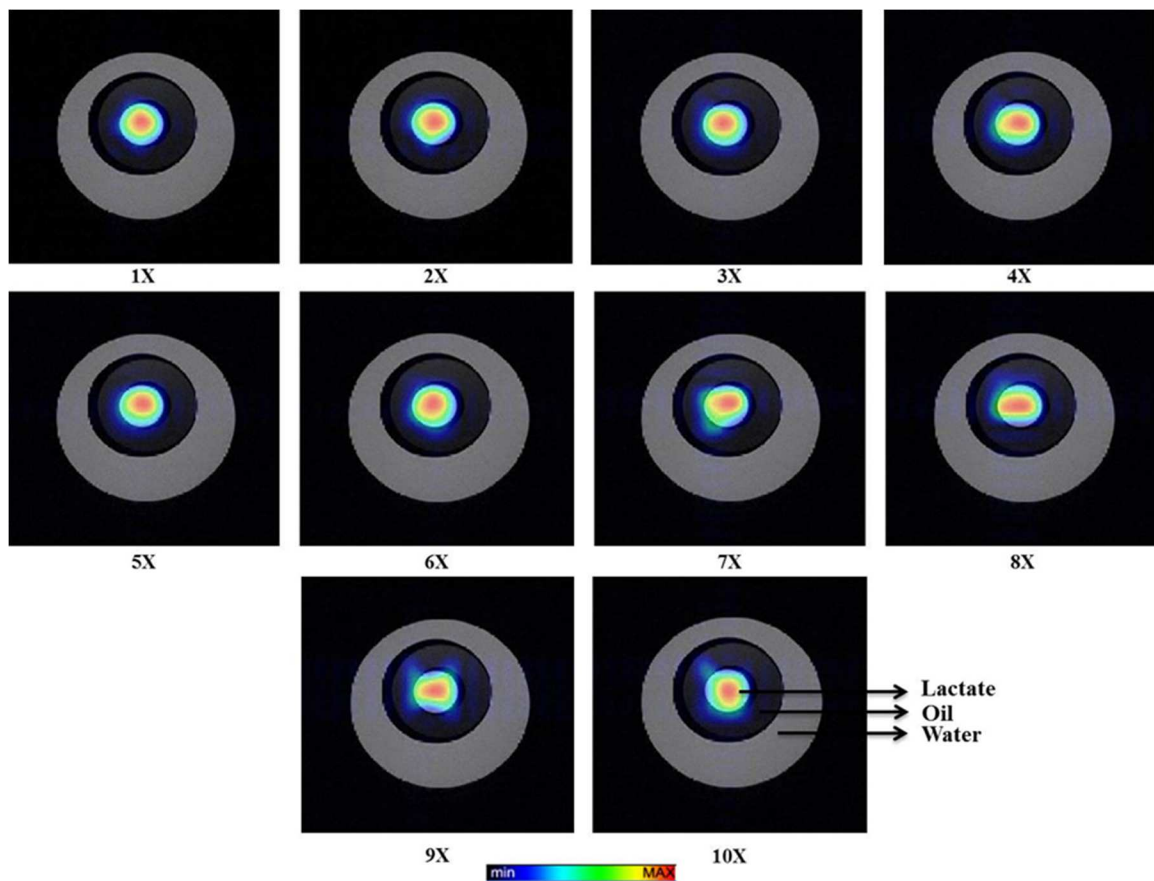 1X 2X 3X 4X
5X 6X 7X 8X
Lactate
Oil
Water
9X 10X
min MAX